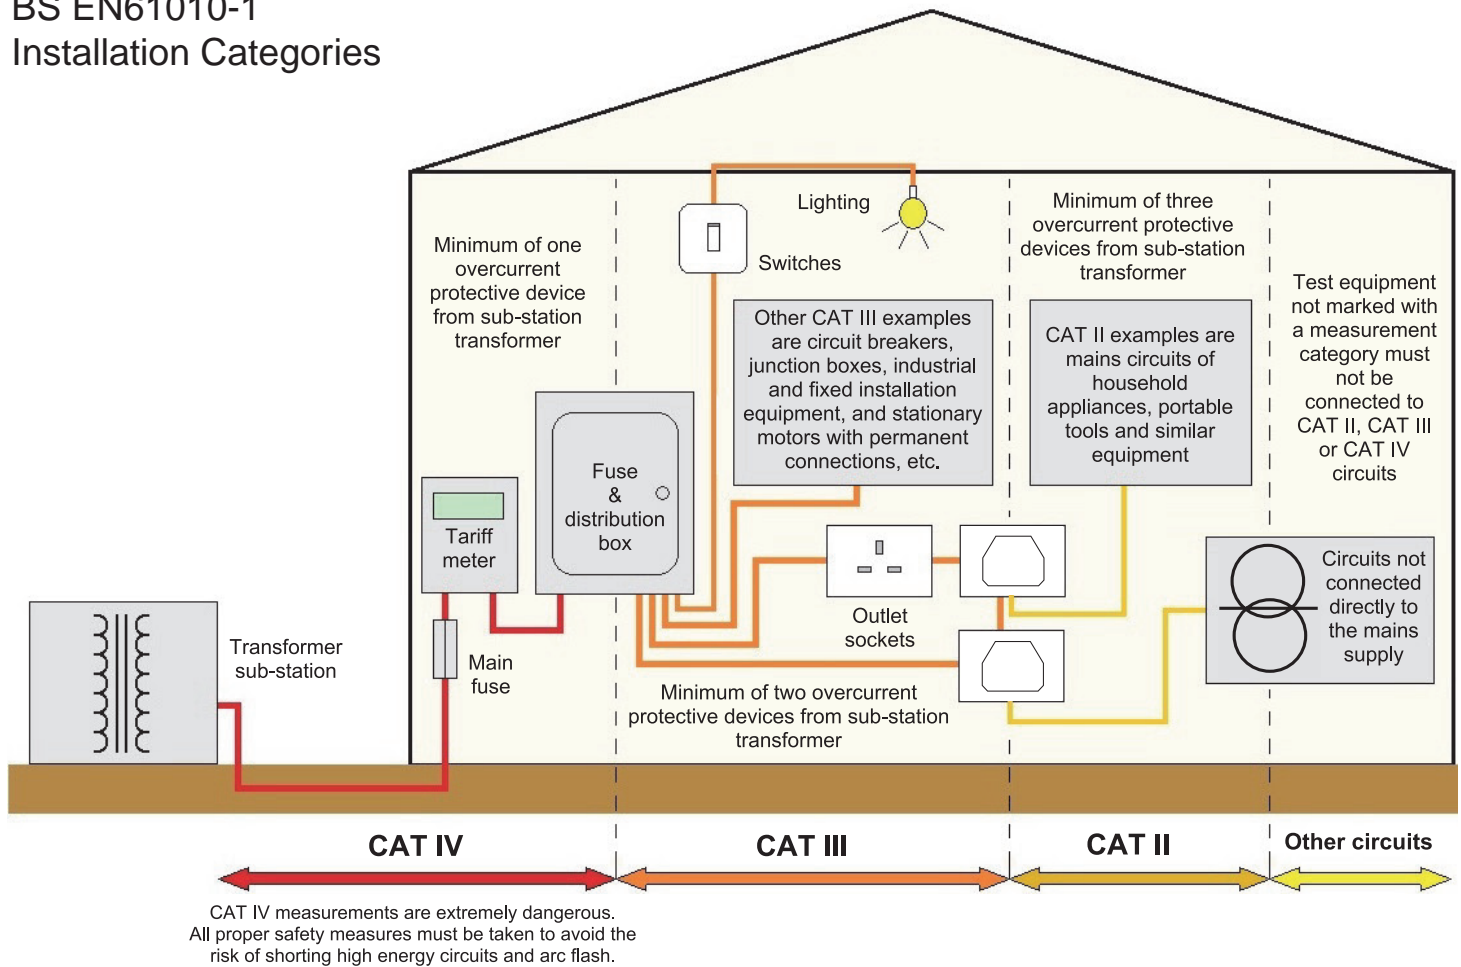 BS EN61010-1
Installation Categories
Minimum of one
overcurrent
protective device
from sub-station
transformer
Lighting
Switches
Minimum of three
overcurrent protective
devices from sub-station
transformer
Test equipment
not marked with
a measurement
category must
not be
connected to
CAT II, CAT III
or CAT IV
circuits
Other CAT III examples
are circuit breakers,
junction boxes, industrial
and fixed installation
equipment, and stationary
motors with permanent
connections, etc.
CAT II examples are
mains circuits of
household
appliances, portable
tools and similar
equipment
Fuse
&
distribution
box
Tariff
meter
Outlet
sockets
Circuits not
connected
directly to
the mains
supply
Transformer
sub-station
Main
fuse
Minimum of two overcurrent
protective devices from sub-station
transformer
CAT IV
CAT III
CAT II
Other circuits
CAT IV measurements are extremely dangerous.
All proper safety measures must be taken to avoid the
risk of shorting high energy circuits and arc flash.